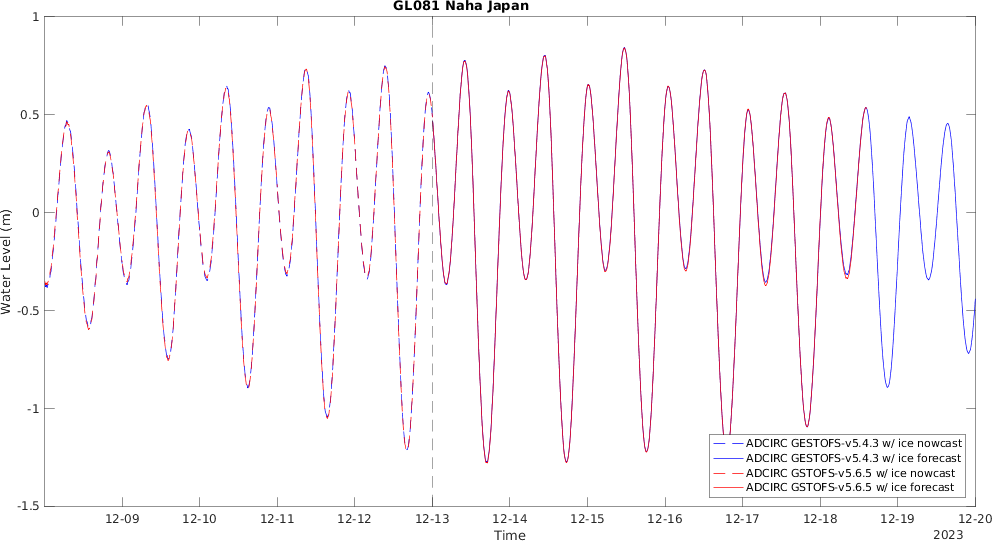 GL081 Naha Japan
1
0.5
0
-0.5
-1
-1.5
Water Level (m)
12-09 12-10 12-11 12-12 12-13 12-14 12-15 12-16 12-17 12-18 12-19 12-20
Time
2023
ADCIRC GESTOFS-v5.4.3 w/ ice nowcast
ADCIRC GESTOFS-v5.4.3 w/ ice forecast
ADCIRC GSTOFS-v5.6.5 w/ ice nowcast
ADCIRC GSTOFS-v5.6.5 w/ ice forecast